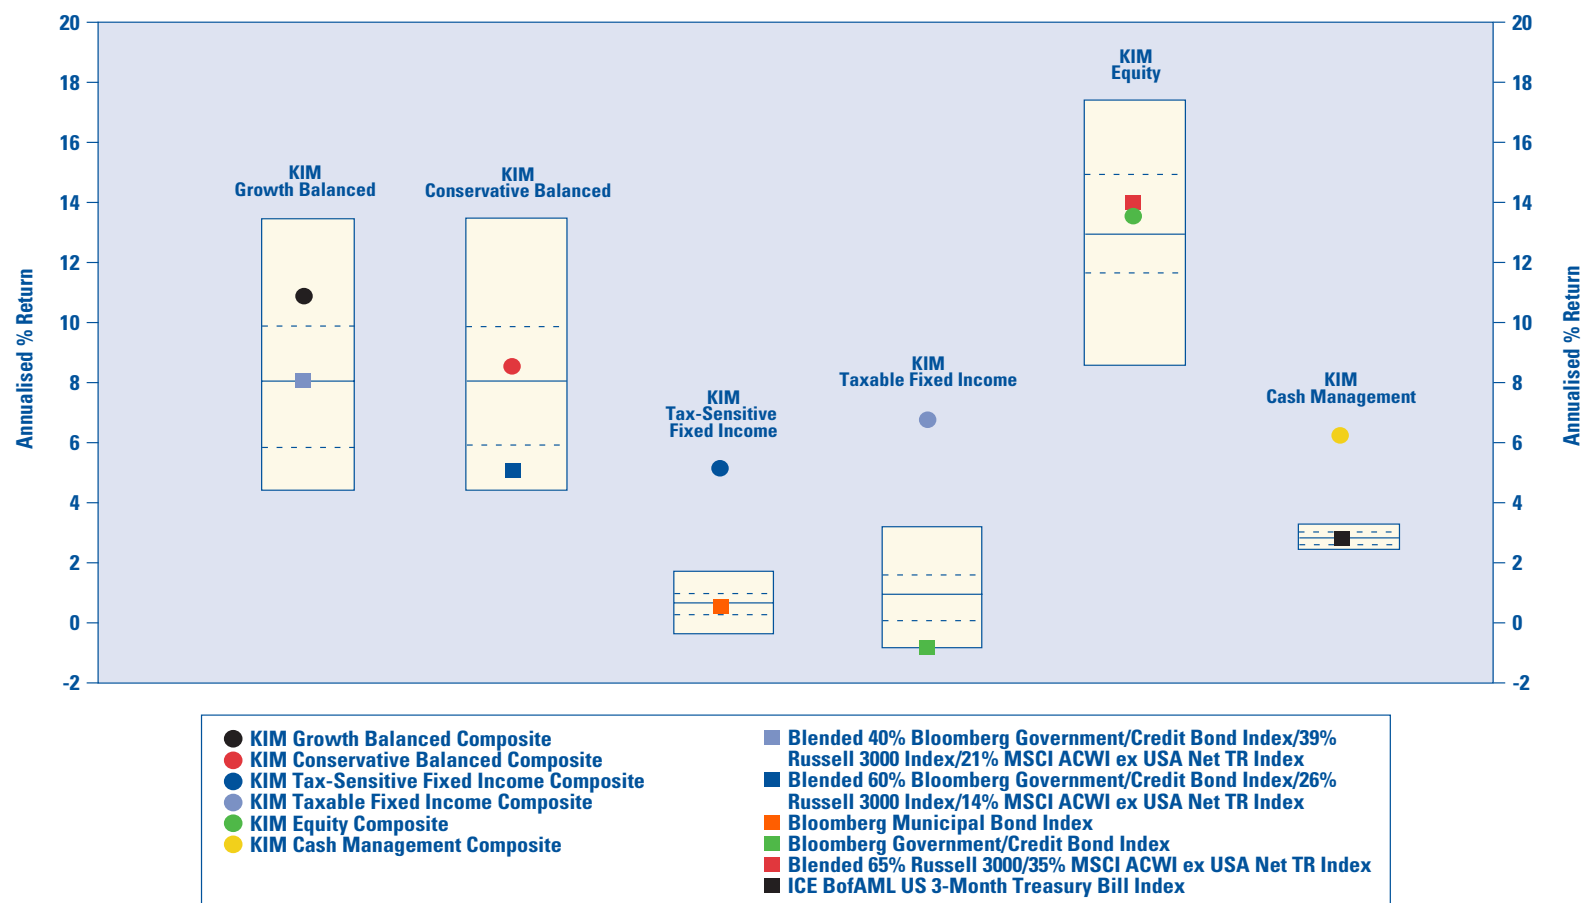 20
18
16
14
12
10
8
6
4
2
0
-2
Annualised % Return
KIM
Growth Balanced
KIM
Conservative Balanced
KIM
Tax-Sensitive
Fixed Income
KIM
Taxable Fixed Income
KIM
Equity
KIM
Cash Management
20
18
16
14
12
10
8
6
4
2
0
-2
Annualised % Return
KIM Growth Balanced Composite
KIM Conservative Balanced Composite
KIM Tax-Sensitive Fixed Income Composite
KIM Taxable Fixed Income Composite
KIM Equity Composite
KIM Cash Management Composite
Blended 40% Bloomberg Government/Credit Bond Index/39%
Russell 3000 Index/21% MSCI ACWI ex USA Net TR Index
Blended 60% Bloomberg Government/Credit Bond Index/26%
Russell 3000 Index/14% MSCI ACWI ex USA Net TR Index
Bloomberg Municipal Bond Index
Bloomberg Government/Credit Bond Index
Blended 65% Russell 3000/35% MSCI ACWI ex USA Net TR Index
ICE BofAML US 3-Month Treasury Bill Index